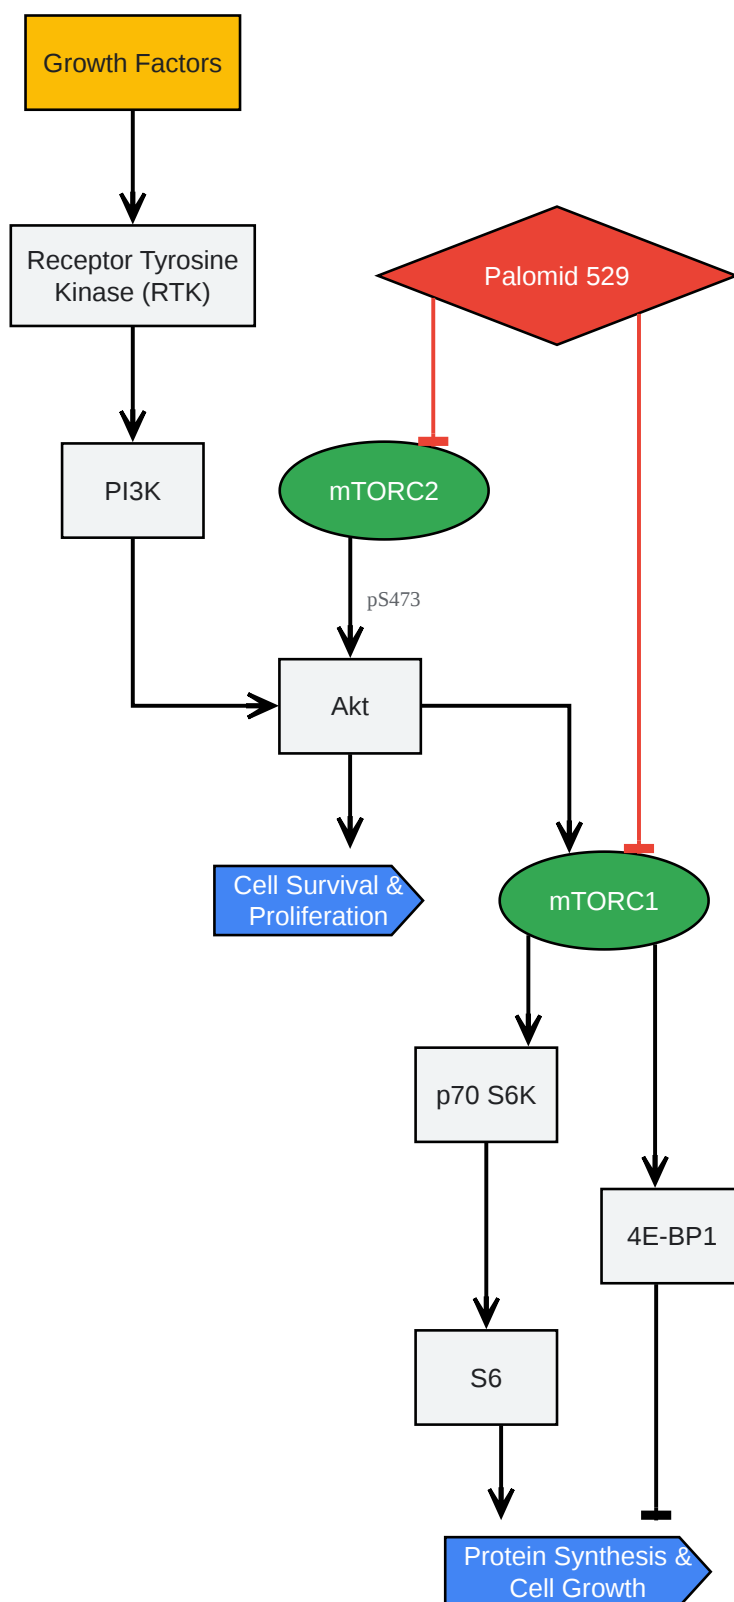 Growth Factors
Receptor Tyrosine
Kinase (RTK)
Palomid 529
PI3K
mTORC2
pS473
Akt
Cell Survival &
Proliferation
mTORC1
p70 S6K
4E-BP1
S6
Protein Synthesis &
Cell Growth